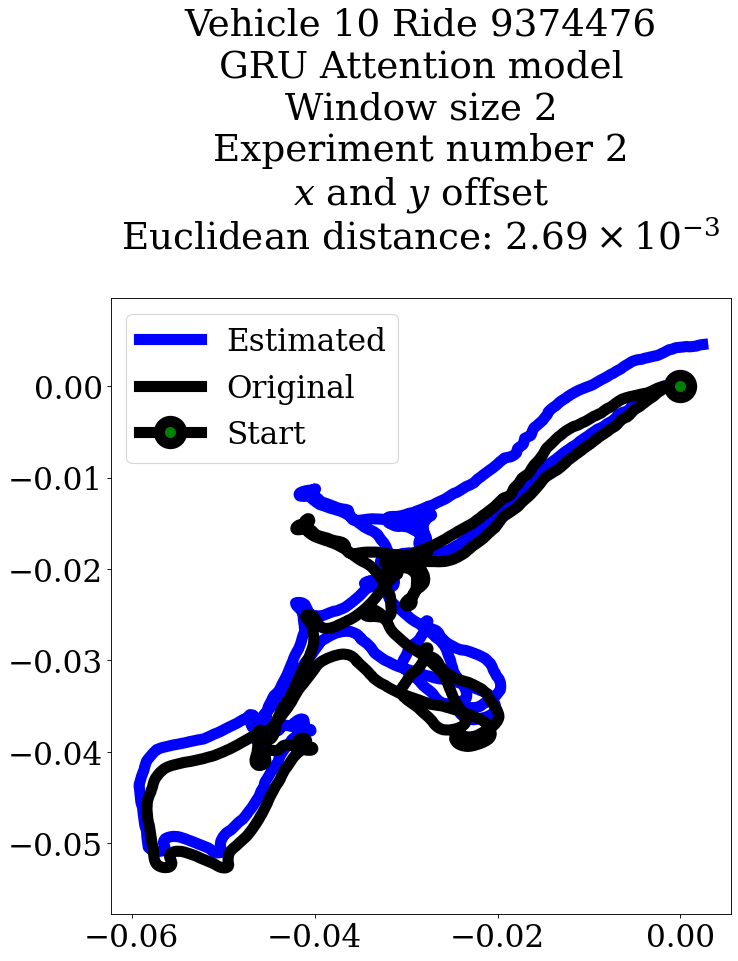 Vehicle 10 Ride 9374476
GRU Attention model
Window size 2
Experiment number 2
x and y offset
Euclidean distance: 2.69 × 10⁻³
Estimated
Original
Start
0.00
−0.01
−0.02
−0.03
−0.04
−0.05
−0.06 −0.04 −0.02 0.00